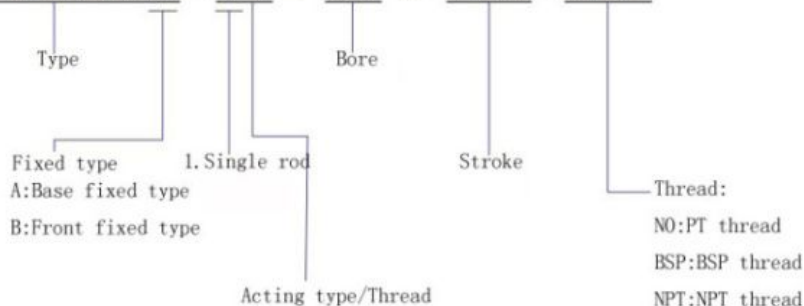 Type
Bore
Fixed type
1.Single rod
Stroke
A:Base fixed type
B:Front fixed type
Thread:
NO:PT thread
BSP:BSP thread
NPT:NPT thread
Acting type/Thread